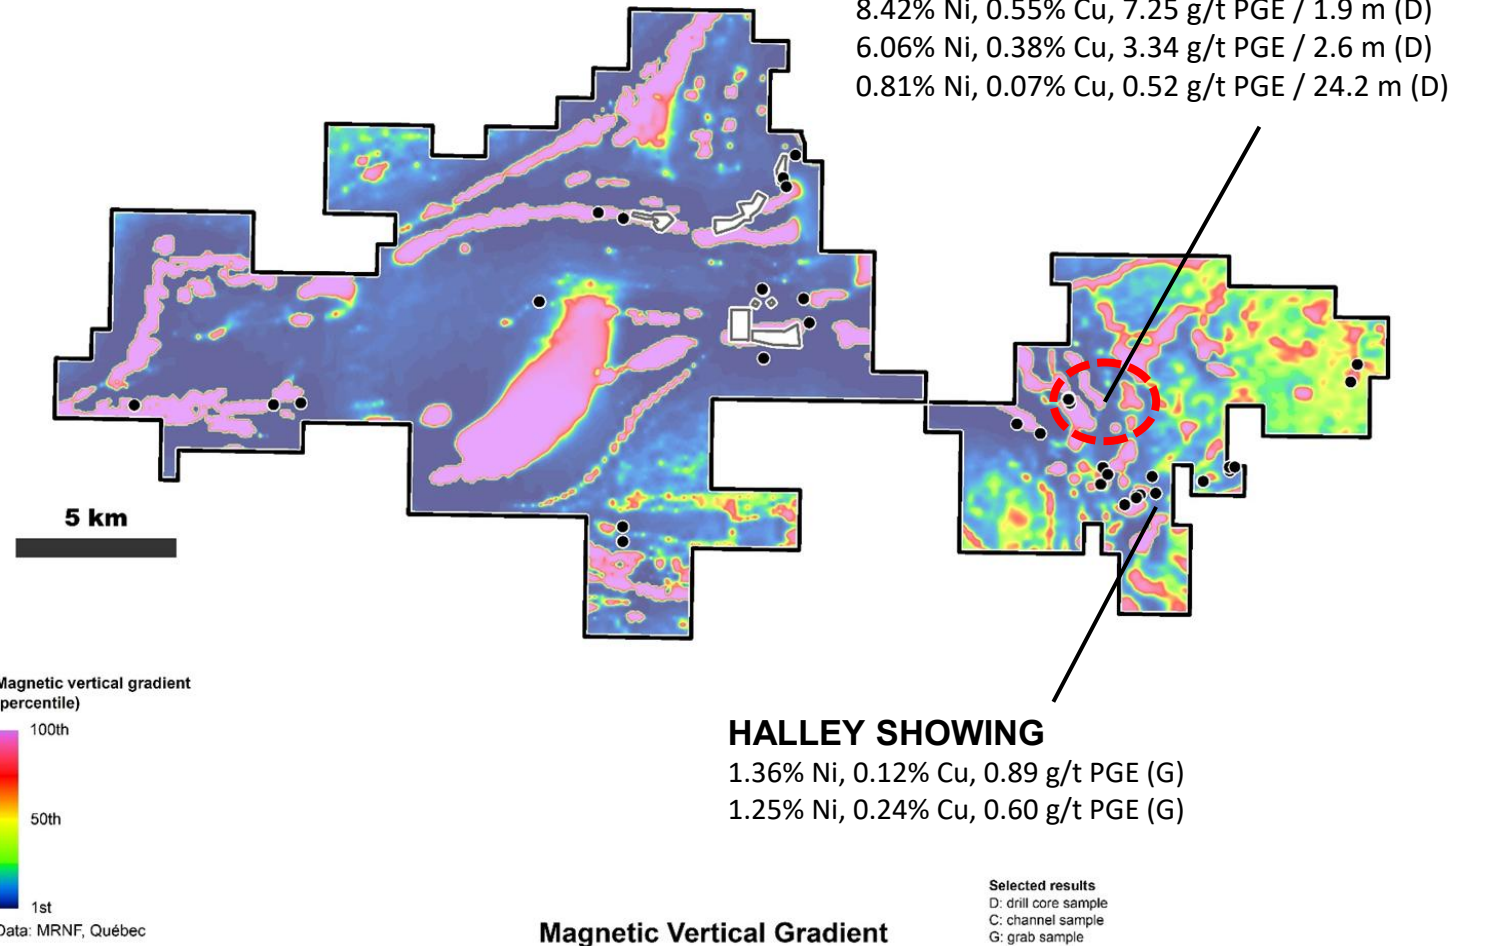 8.42% Ni, 0.55% Cu, 7.25 g/t PGE / 1.9 m (D)
6.06% Ni, 0.38% Cu, 3.34 g/t PGE / 2.6 m (D)
0.81% Ni, 0.07% Cu, 0.52 g/t PGE / 24.2 m (D)
5 km
Magnetic vertical gradient
percentile)
100th
50th
1st
Data: MRNF, Québec
HALLEY SHOWING
1.36% Ni, 0.12% Cu, 0.89 g/t PGE (G)
1.25% Ni, 0.24% Cu, 0.60 g/t PGE (G)
Magnetic Vertical Gradient
Selected results
D: drill core sample
C: channel sample
G: grab sample